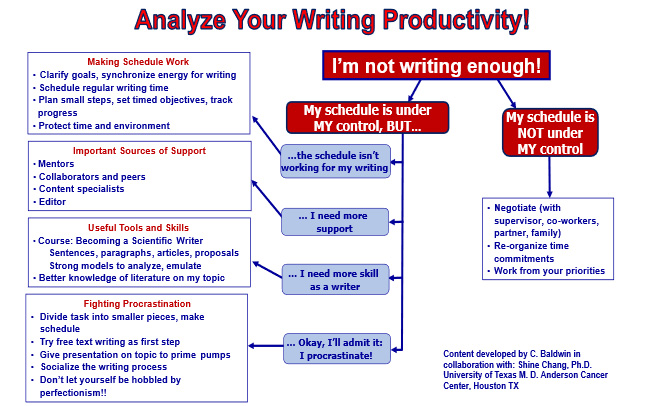 Analyze Your Writing Productivity!
I'm not writing enough!
My schedule is under
MY control, BUT...
My schedule is
NOT under
MY control
...the schedule isn't
working for my writing
... I need more
support
... I need more skill
as a writer
... Okay, I'll admit it:
I procrastinate!
Making Schedule Work
• Clarify goals, synchronize energy for writing
• Schedule regular writing time
• Plan small steps, set timed objectives, track
progress
• Protect time and environment
Important Sources of Support
• Mentors
• Collaborators and peers
• Content specialists
• Editor
Useful Tools and Skills
• Course: Becoming a Scientific Writer
Sentences, paragraphs, articles, proposals
Strong models to analyze, emulate
• Better knowledge of literature on my topic
Fighting Procrastination
• Divide task into smaller pieces, make
schedule
• Try free text writing as first step
• Give presentation on topic to prime pumps
• Socialize the writing process
• Don't let yourself be hobbled by
perfectionism!!
• Negotiate (with
supervisor, co-workers,
partner, family)
• Re-organize time
commitments
• Work from your priorities
Content developed by C. Baldwin in
collaboration with: Shine Chang, Ph.D.
University of Texas M. D. Anderson Cancer
Center, Houston TX